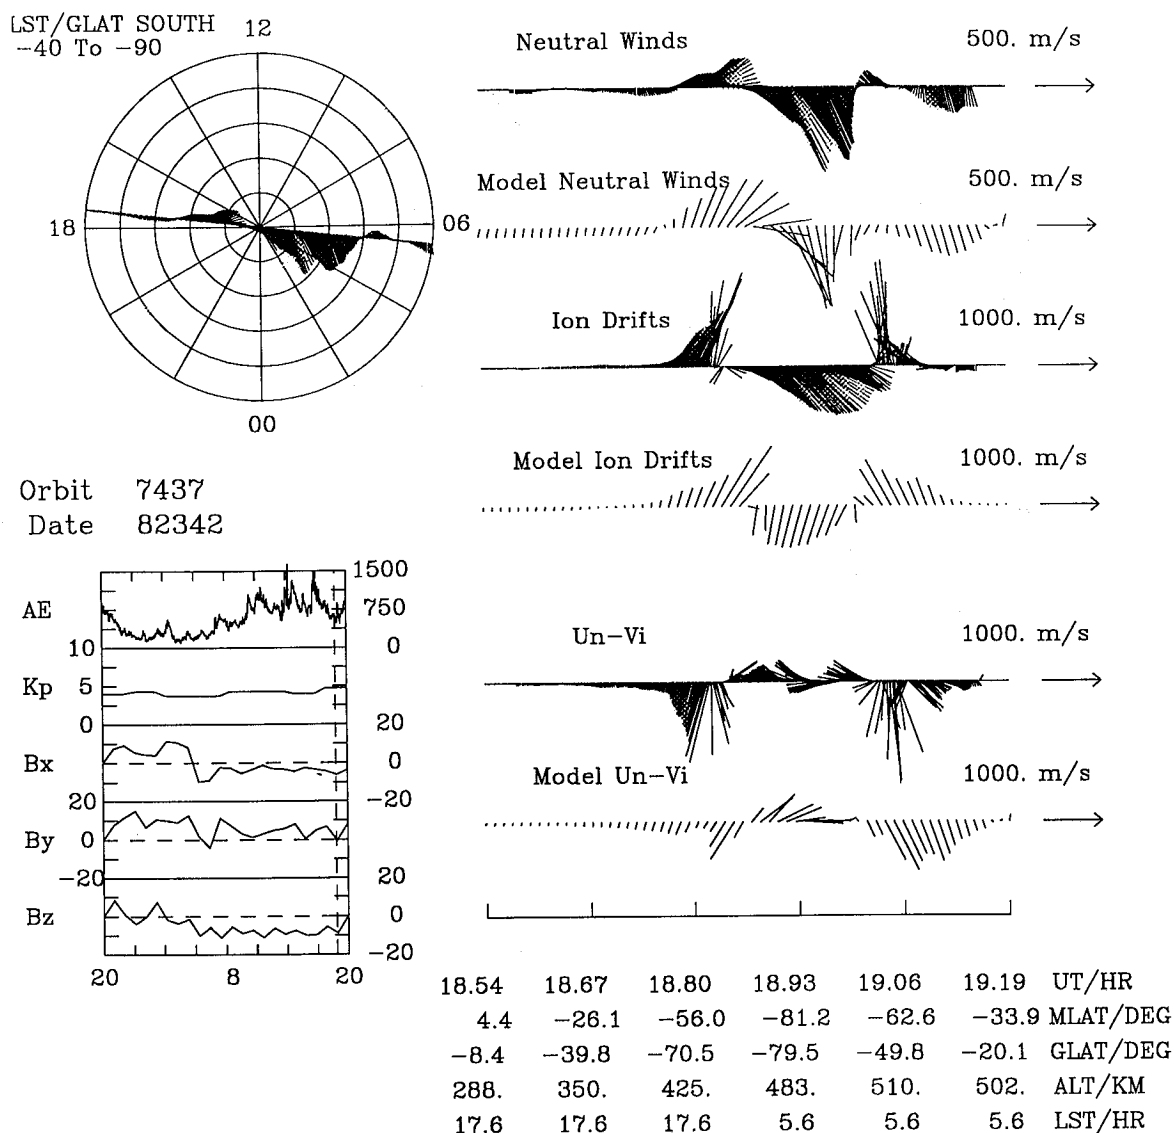 LST/GLAT SOUTH
-40 To -90
12
18
06
00
Neutral Winds 500. m/s
Model Neutral Winds 500. m/s
Ion Drifts 1000. m/s
Model Ion Drifts 1000. m/s
Un-Vi 1000. m/s
Model Un-Vi 1000. m/s
Orbit 7437
Date 82342
1500
AE 750
10 0
Kp 5
0 20
Bx 0
20 -20
By 0
-20 20
Bz 0
-20
20 8 20
18.54 18.67 18.80 18.93 19.06 19.19 UT/HR
4.4 -26.1 -56.0 -81.2 -62.6 -33.9 MLAT/DEG
-8.4 -39.8 -70.5 -79.5 -49.8 -20.1 GLAT/DEG
288. 350. 425. 483. 510. 502. ALT/KM
17.6 17.6 17.6 5.6 5.6 5.6 LST/HR